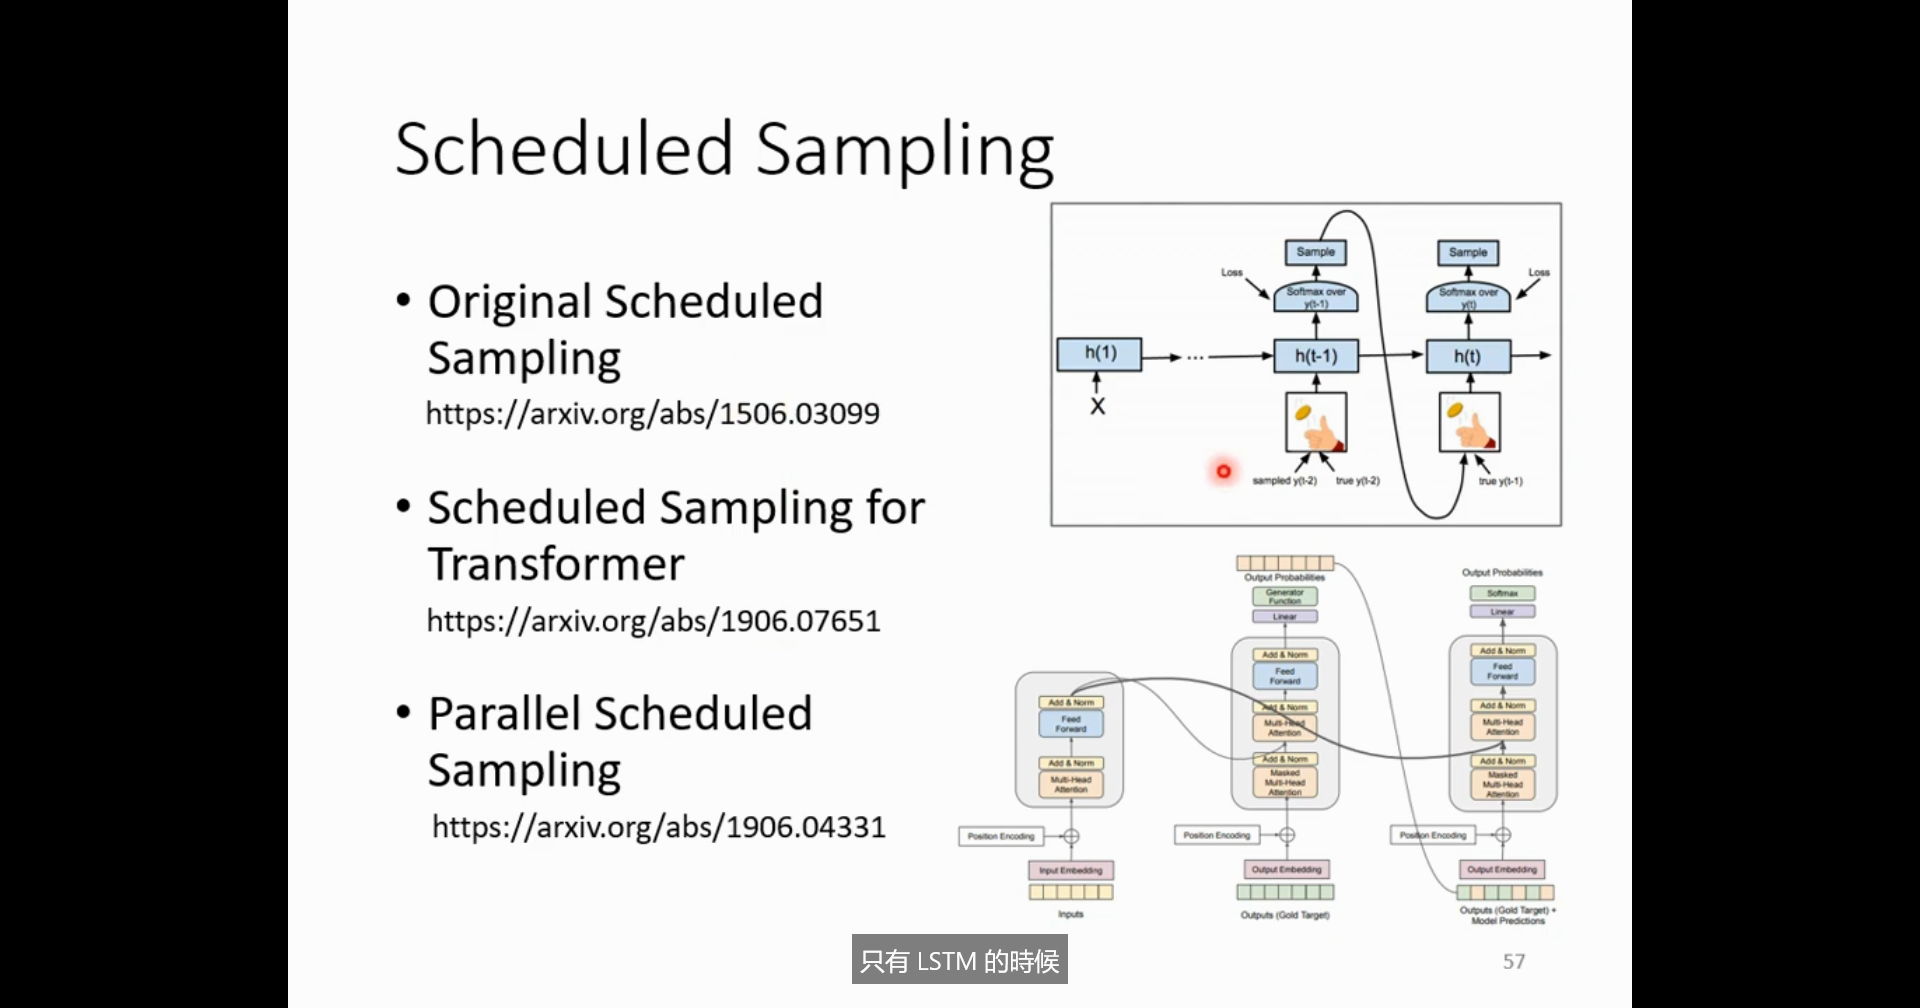 Scheduled Sampling
• Original Scheduled
Sampling
https://arxiv.org/abs/1506.03099
• Scheduled Sampling for
Transformer
https://arxiv.org/abs/1906.07651
• Parallel Scheduled
Sampling
https://arxiv.org/abs/1906.04331
Sample
Sample
Loss
Loss
Softmax over
y(t-1)
Softmax over
y(t)
h(1)
...
h(t-1)
h(t)
X
sampled y(t-2)
true y(t-2)
true y(t-1)
Output Probabilities
Generator
Function
Linear
Add & Norm
Feed
Forward
Add & Norm
Multi-Head
Attention
Add & Norm
Masked
Multi-Head
Attention
Position Encoding
Output Embedding
Outputs (Gold Target)
Output Probabilities
Softmax
Linear
Add & Norm
Feed
Forward
Add & Norm
Multi-Head
Attention
Add & Norm
Masked
Multi-Head
Attention
Position Encoding
Output Embedding
Outputs (Gold Target) +
Model Predictions
Add & Norm
Feed
Forward
Add & Norm
Multi-Head
Attention
Position Encoding
Input Embedding
Inputs
只有 LSTM 的時候
57